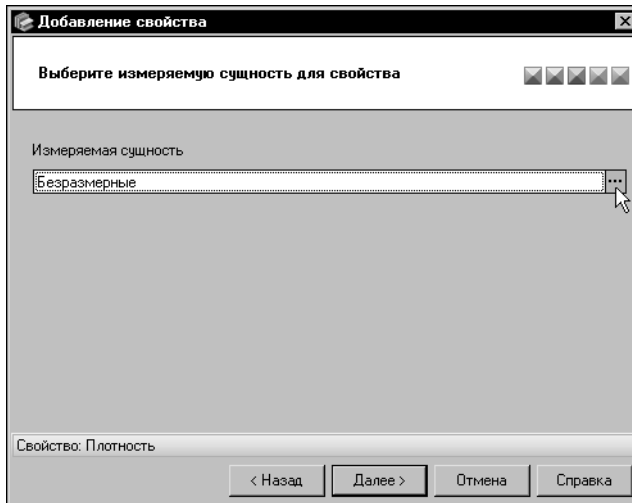 Добавление свойства
Выберите измеряемую сущность для свойства
Измеряемая сущность
Безразмерные
...
Свойство: Плотность
< Назад Далее > Отмена Справка